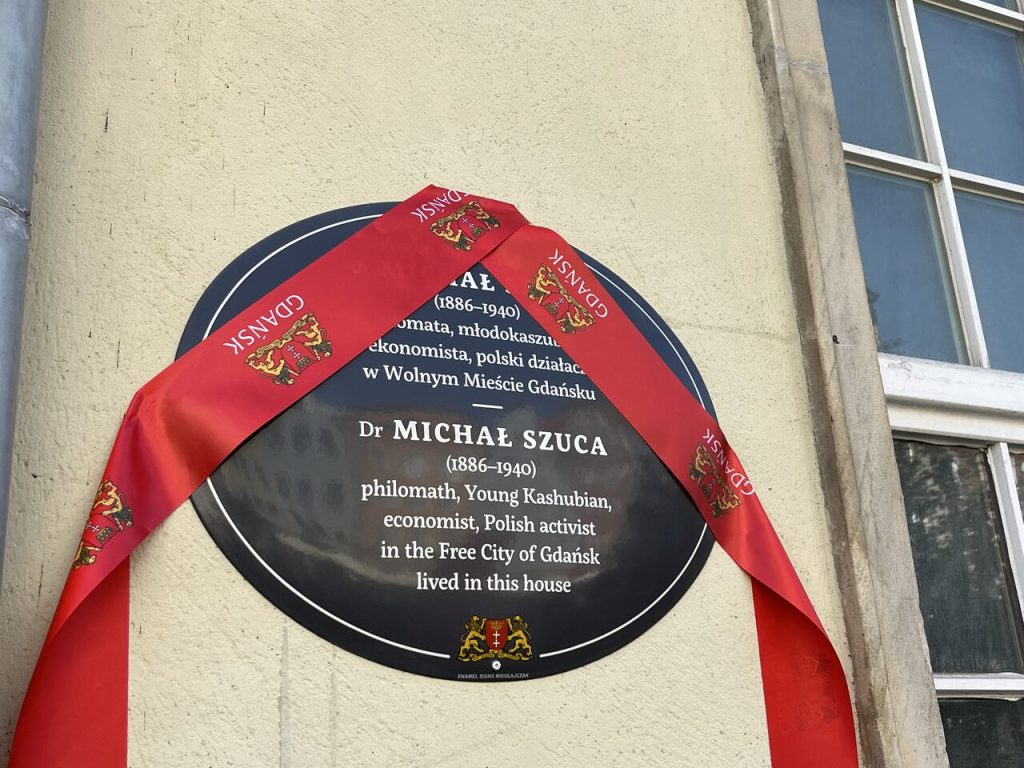 GDAŃSK
GDAŃSK
GDAŃSK
GDAŃSK
(1886–1940)
ekonomista, polski
w Wolnym Mieście Gdańsku
Dr MICHAŁ SZUCA
(1886–1940)
philomath, Young Kashubian,
economist, Polish activist
in the Free City of Gdańsk
lived in this house
ENAMEL SIGNS MIKOŁAJCZAK